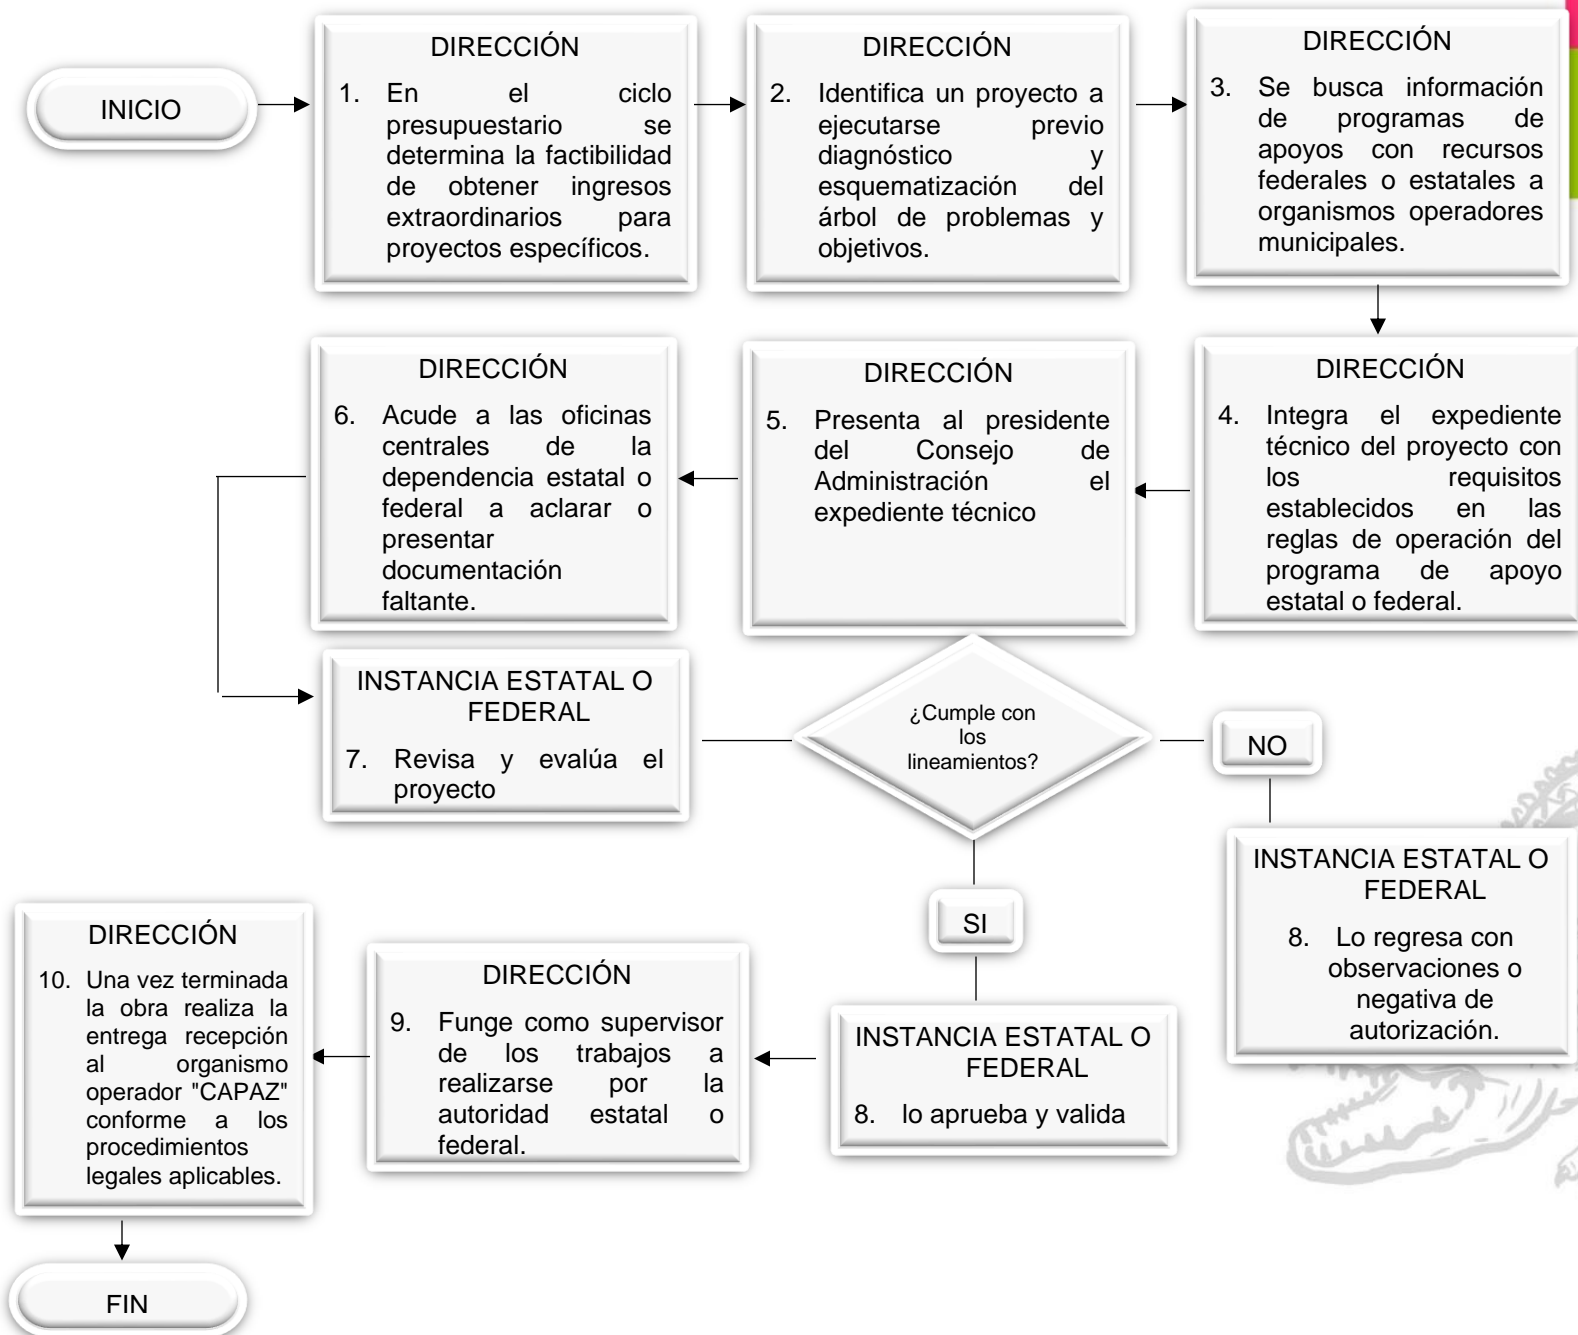 INICIO
DIRECCIÓN
1. En el ciclo
presupuestario se
determina la factibilidad
de obtener ingresos
extraordinarios para
proyectos específicos.
DIRECCIÓN
2. Identifica un proyecto a
ejecutarse previo
diagnóstico y
esquematización del
árbol de problemas y
objetivos.
DIRECCIÓN
3. Se busca información
de programas de
apoyos con recursos
federales o estatales a
organismos operadores
municipales.
DIRECCIÓN
4. Integra el expediente
técnico del proyecto con
los requisitos
establecidos en las
reglas de operación del
programa de apoyo
estatal o federal.
DIRECCIÓN
5. Presenta al presidente
del Consejo de
Administración el
expediente técnico
DIRECCIÓN
6. Acude a las oficinas
centrales de la
dependencia estatal o
federal a aclarar o
presentar
documentación
faltante.
INSTANCIA ESTATAL O
FEDERAL
7. Revisa y evalúa el
proyecto
¿Cumple con
los
lineamientos?
NO
INSTANCIA ESTATAL O
FEDERAL
8. Lo regresa con
observaciones o
negativa de
autorización.
SI
INSTANCIA ESTATAL O
FEDERAL
8. lo aprueba y valida
DIRECCIÓN
9. Funge como supervisor
de los trabajos a
realizarse por la
autoridad estatal o
federal.
DIRECCIÓN
10. Una vez terminada
la obra realiza la
entrega recepción
al organismo
operador "CAPAZ"
conforme a los
procedimientos
legales aplicables.
FIN